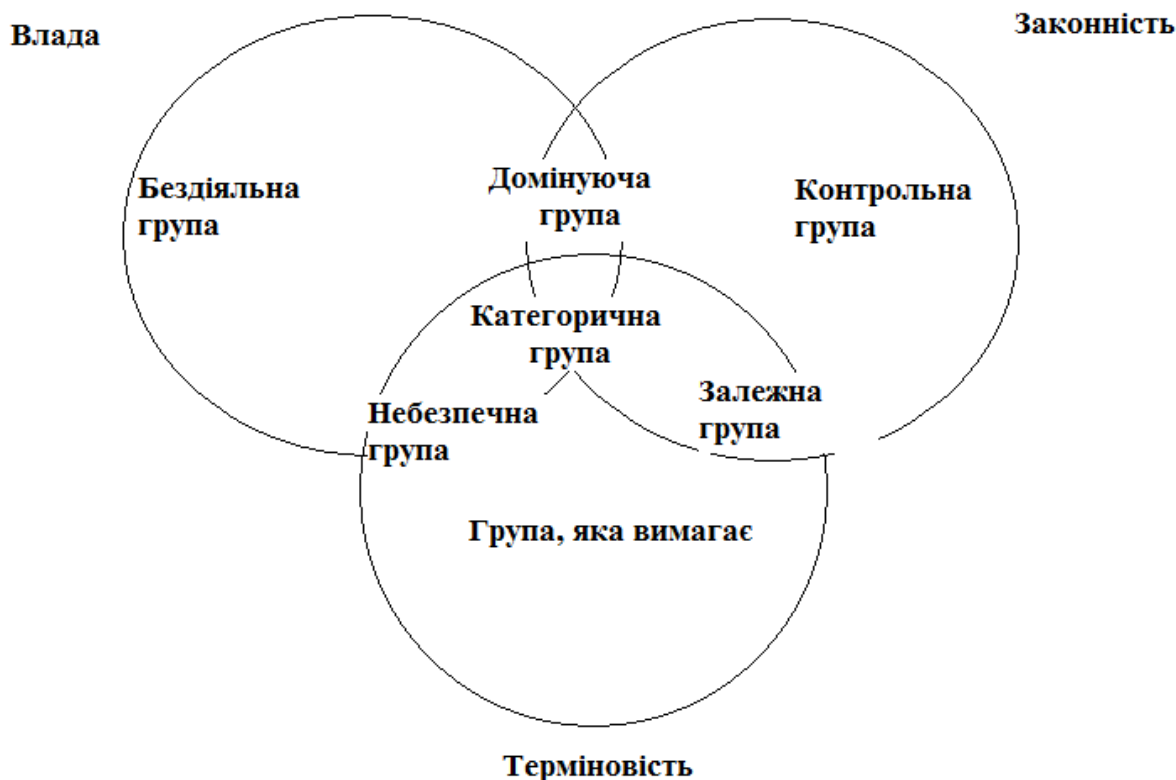 Влада
Законність
Бездіяльна
група
Домінуюча
група
Контрольна
група
Категорична
група
Небезпечна
група
Залежна
група
Група, яка вимагає
Терміновість